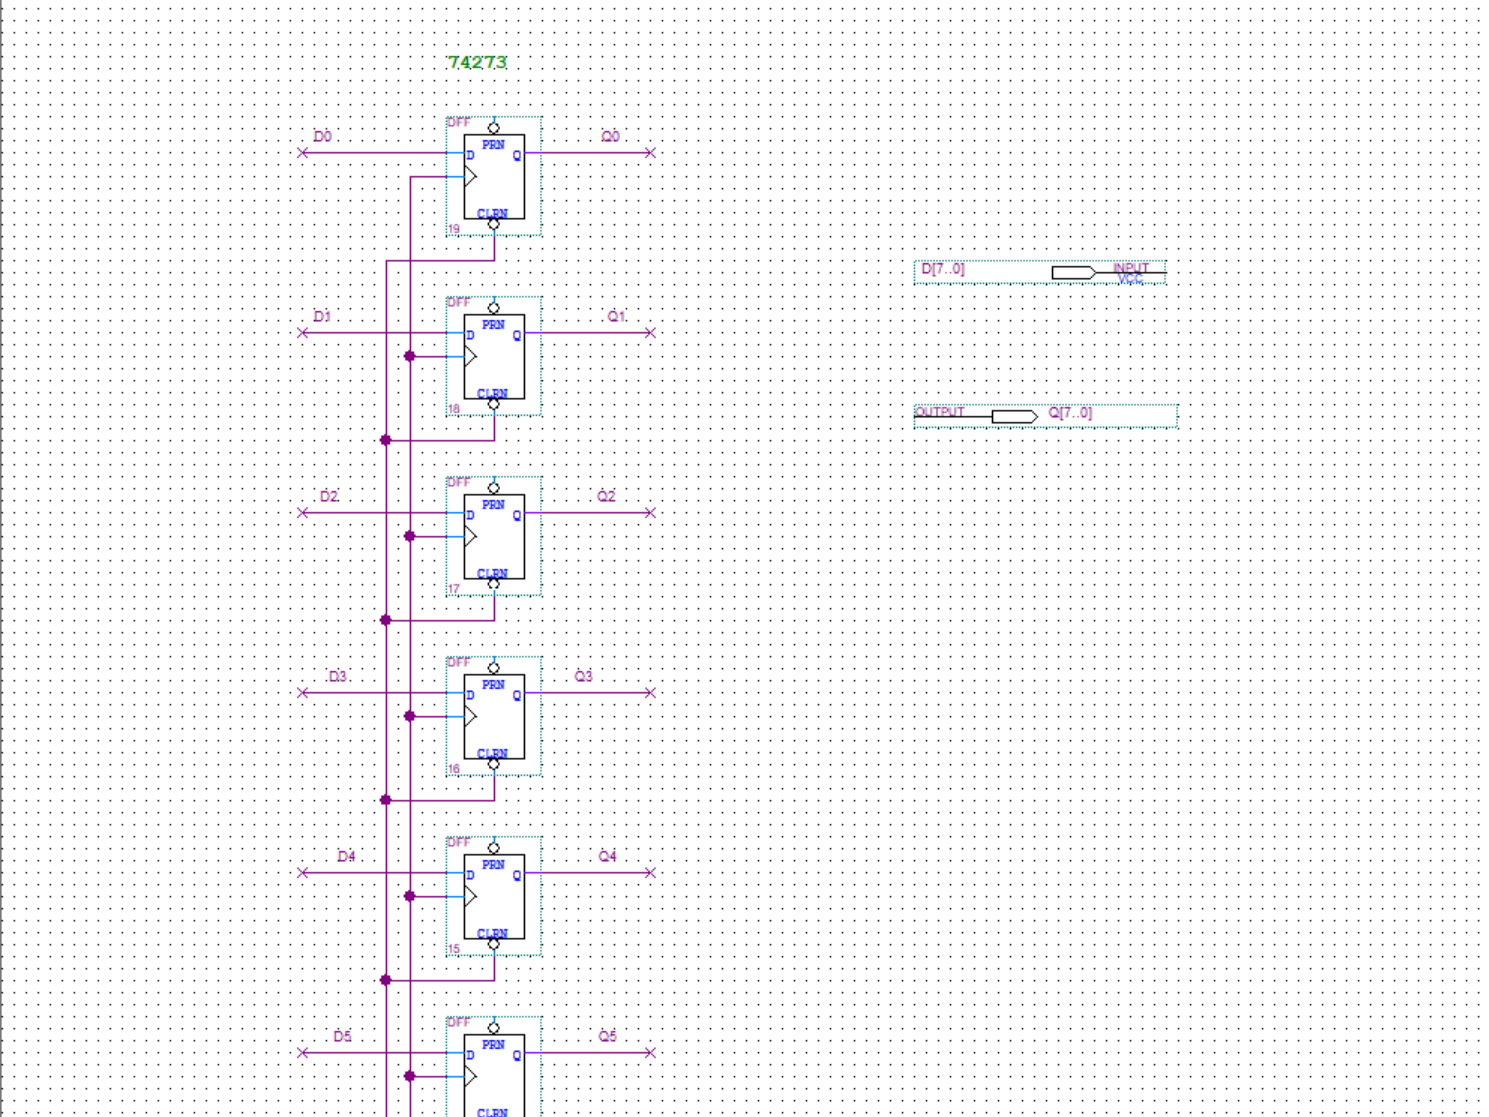 74273
DFF
PRN
D0
D
Q
Q0
CLRN
19
D[7..0]
INPUT
VCC
DFF
PRN
D1
D
Q
Q1
CLRN
18
OUTPUT
Q[7..0]
DFF
PRN
D2
D
Q
Q2
CLRN
17
DFF
PRN
D3
D
Q
Q3
CLRN
16
DFF
PRN
D4
D
Q
Q4
CLRN
15
DFF
PRN
D5
D
Q
Q5
CLRN